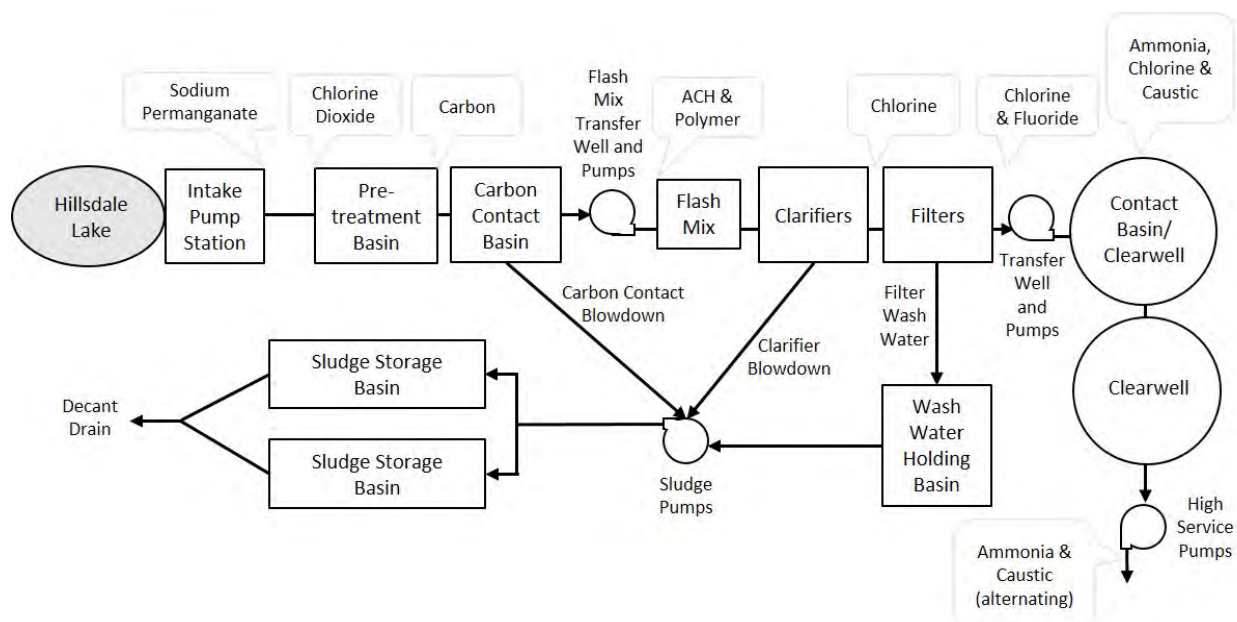 Sodium
Permanganate
Chlorine
Dioxide
Carbon
Flash
Mix
Transfer
Well and
Pumps
ACH &
Polymer
Chlorine
Chlorine
& Fluoride
Ammonia,
Chlorine &
Caustic
Hillsdale
Lake
Intake
Pump
Station
Pre-
treatment
Basin
Carbon
Contact
Basin
Flash
Mix
Clarifiers
Filters
Transfer
Well
and
Pumps
Contact
Basin/
Clearwell
Carbon Contact
Blowdown
Clarifier
Blowdown
Filter
Wash
Water
Clearwell
Decant
Drain
Sludge Storage
Basin
Sludge Storage
Basin
Sludge
Pumps
Wash
Water
Holding
Basin
High
Service
Pumps
Ammonia &
Caustic
(alternating)